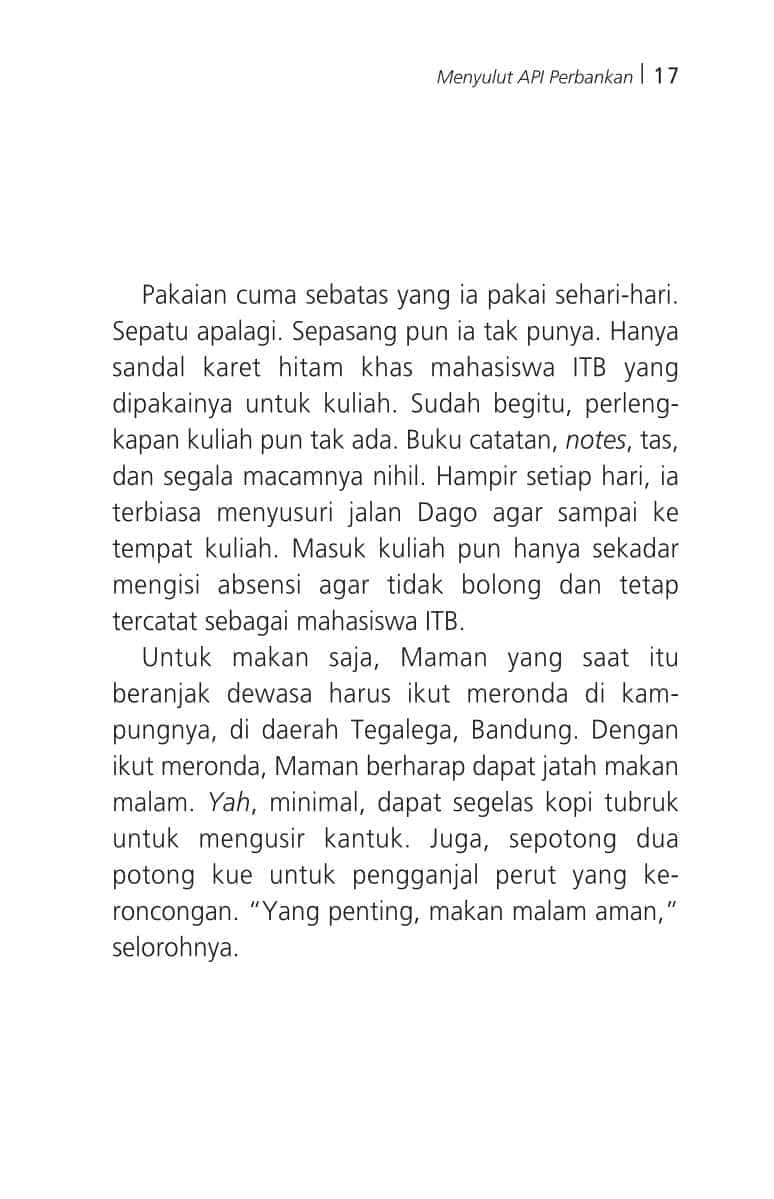 Menyulut API Perbankan | 17
Pakaian cuma sebatas yang ia pakai sehari-hari.
Sepatu apalagi. Sepasang pun ia tak punya. Hanya
sandal karet hitam khas mahasiswa ITB yang
dipakainya untuk kuliah. Sudah begitu, perleng-
kapan kuliah pun tak ada. Buku catatan, notes, tas,
dan segala macamnya nihil. Hampir setiap hari, ia
terbiasa menyusuri jalan Dago agar sampai ke
tempat kuliah. Masuk kuliah pun hanya sekadar
mengisi absensi agar tidak bolong dan tetap
tercatat sebagai mahasiswa ITB.
Untuk makan saja, Maman yang saat itu
beranjak dewasa harus ikut meronda di kam-
pungnya, di daerah Tegalega, Bandung. Dengan
ikut meronda, Maman berharap dapat jatah makan
malam. Yah, minimal, dapat segelas kopi tubruk
untuk mengusir kantuk. Juga, sepotong dua
potong kue untuk pengganjal perut yang ke-
roncongan. “Yang penting, makan malam aman,”
selorohnya.